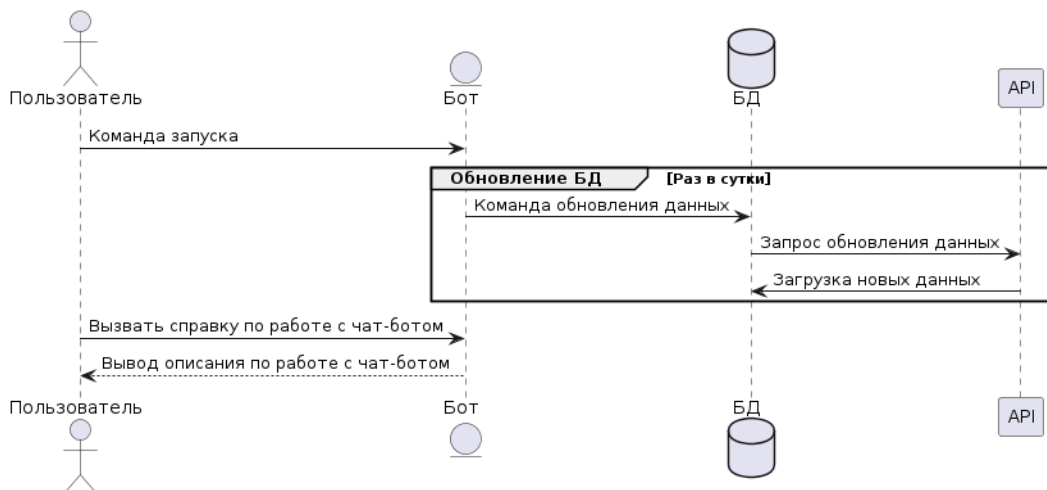 Пользователь
Бот
БД
API
Команда запуска
Обновление БД [Раз в сутки]
Команда обновления данных
Запрос обновления данных
Загрузка новых данных
Вызвать справку по работе с чат-ботом
Вывод описания по работе с чат-ботом
Пользователь
Бот
БД
API